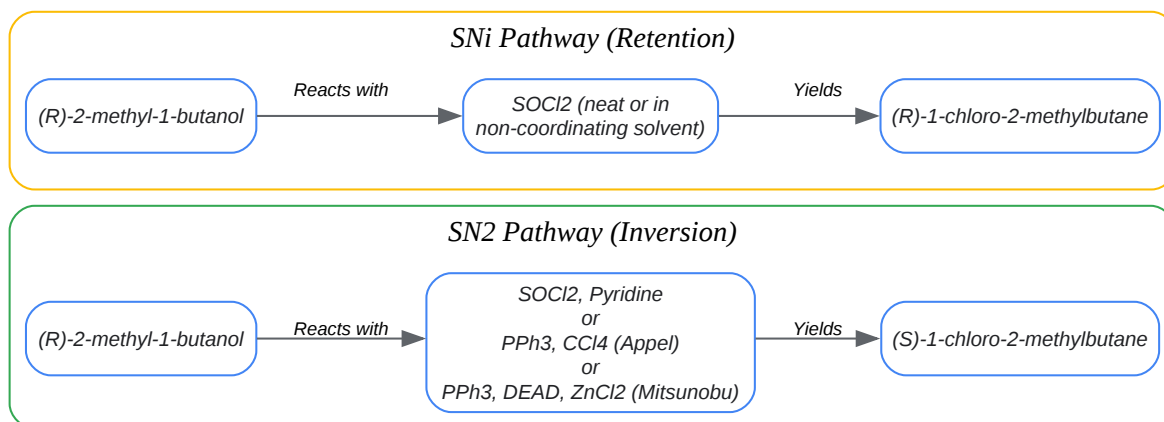 SNi Pathway (Retention)
Reacts with
Yields
(R)-2-methyl-1-butanol
SOCl2 (neat or in
non-coordinating solvent)
(R)-1-chloro-2-methylbutane
SN2 Pathway (Inversion)
(R)-2-methyl-1-butanol
Reacts with
SOCl2, Pyridine
or
PPh3, CCl4 (Appel)
or
PPh3, DEAD, ZnCl2 (Mitsunobu)
Yields
(S)-1-chloro-2-methylbutane